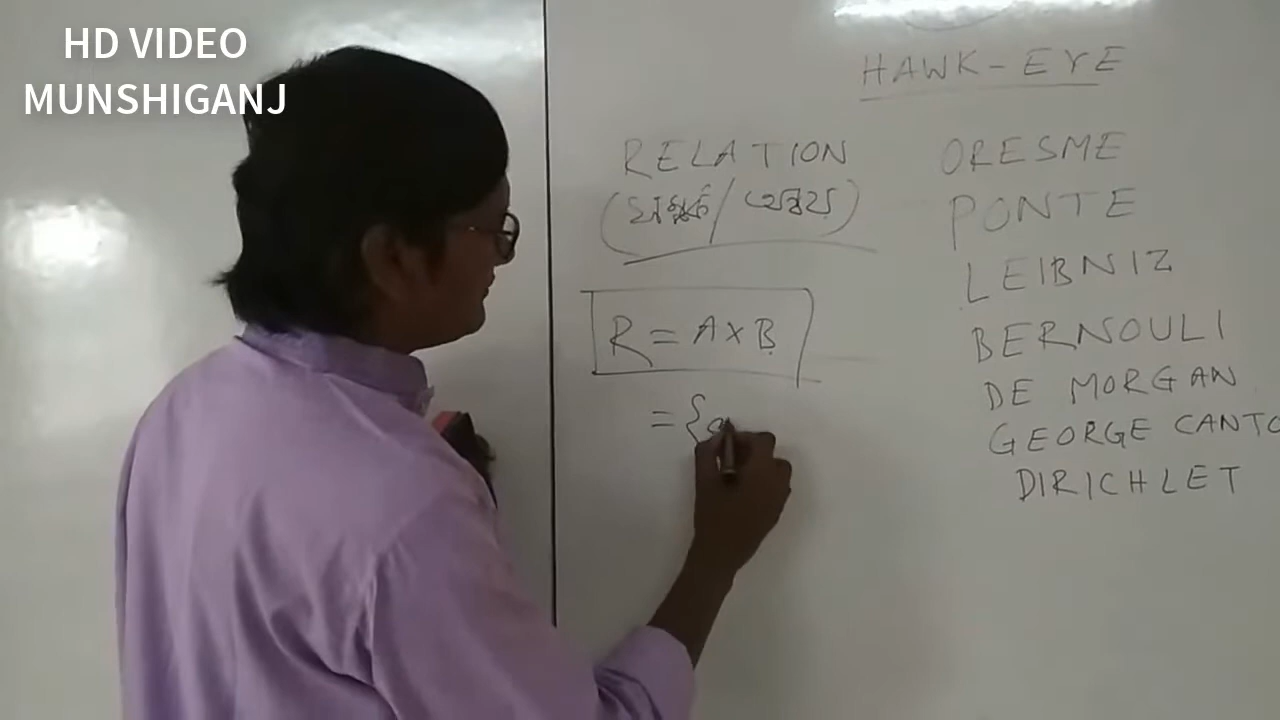 HD VIDEO
MUNSHIGANJ
HAWK-EYE
RELATION
(সম্পর্ক / অন্বয়)
R = A × B
= {a
ORESME
PONTE
LEIBNIZ
BERNOULI
DE MORGAN
GEORGE CANTO
DIRICHLET